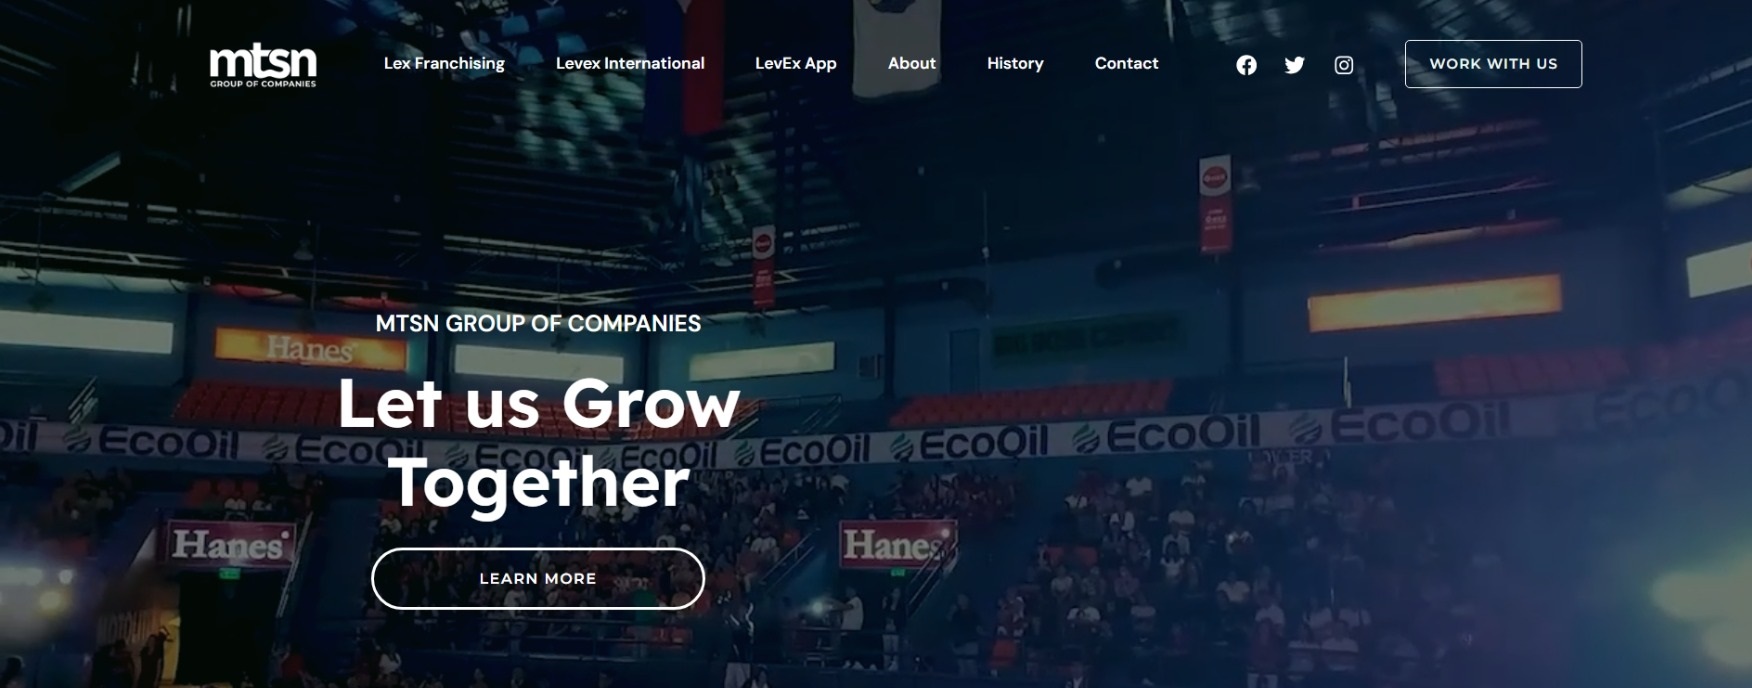 mtsn
GROUP OF COMPANIES
Lex Franchising
Levex International
LevEx App
About
History
Contact
WORK WITH US
MTSN GROUP OF COMPANIES
Hanes
Let us Grow
Together
EcoOil EcoOil EcoOil EcoOil EcoOil EcoOil EcoOil
Hanes
Hanes
LEARN MORE